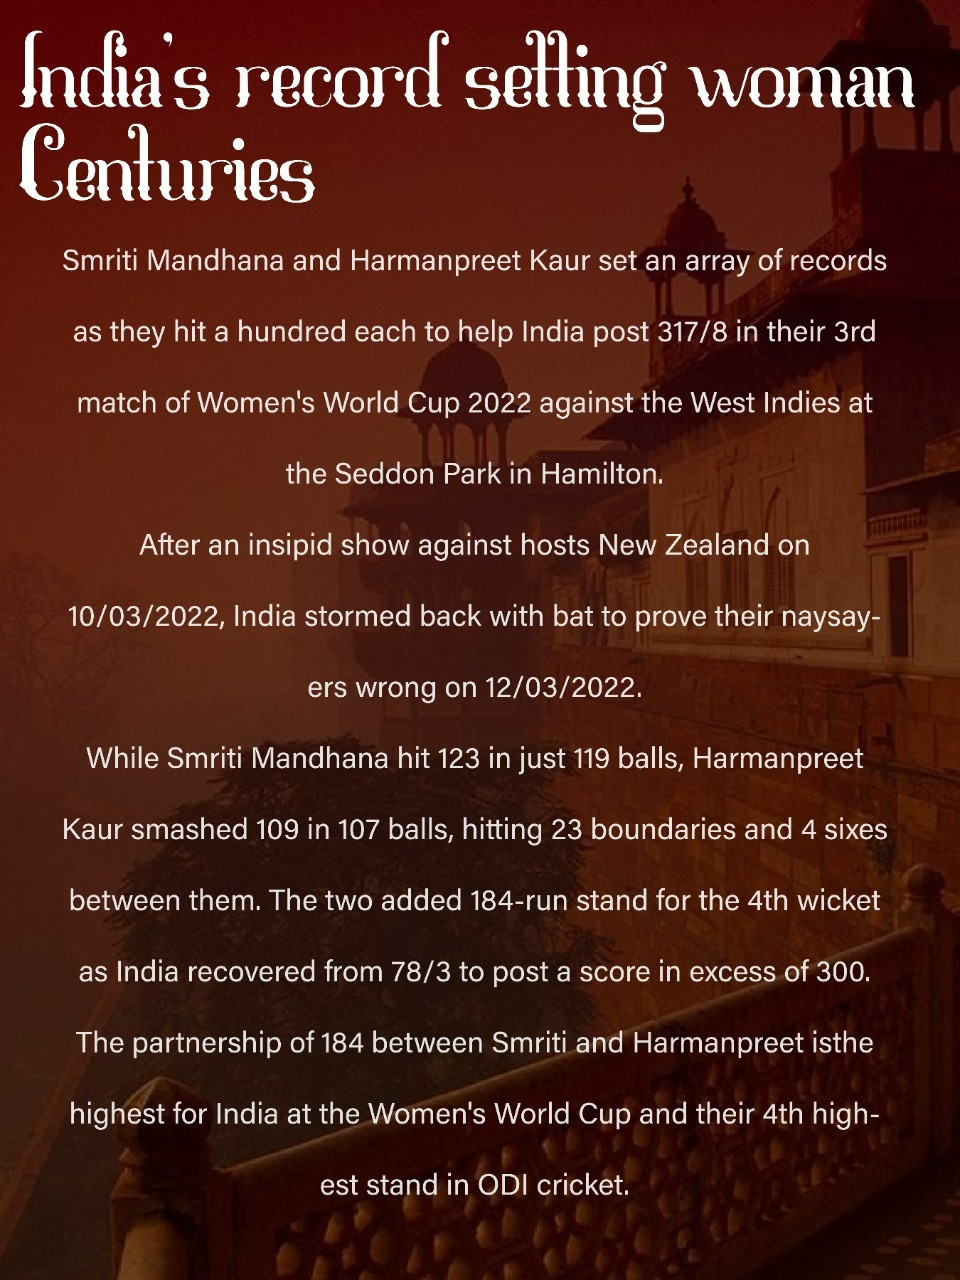 India's record setting woman
Centuries
Smriti Mandhana and Harmanpreet Kaur set an array of records
as they hit a hundred each to help India post 317/8 in their 3rd
match of Women's World Cup 2022 against the West Indies at
the Seddon Park in Hamilton.
After an insipid show against hosts New Zealand on
10/03/2022, India stormed back with bat to prove their naysay-
ers wrong on 12/03/2022.
While Smriti Mandhana hit 123 in just 119 balls, Harmanpreet
Kaur smashed 109 in 107 balls, hitting 23 boundaries and 4 sixes
between them. The two added 184-run stand for the 4th wicket
as India recovered from 78/3 to post a score in excess of 300.
The partnership of 184 between Smriti and Harmanpreet isthe
highest for India at the Women's World Cup and their 4th high-
est stand in ODI cricket.